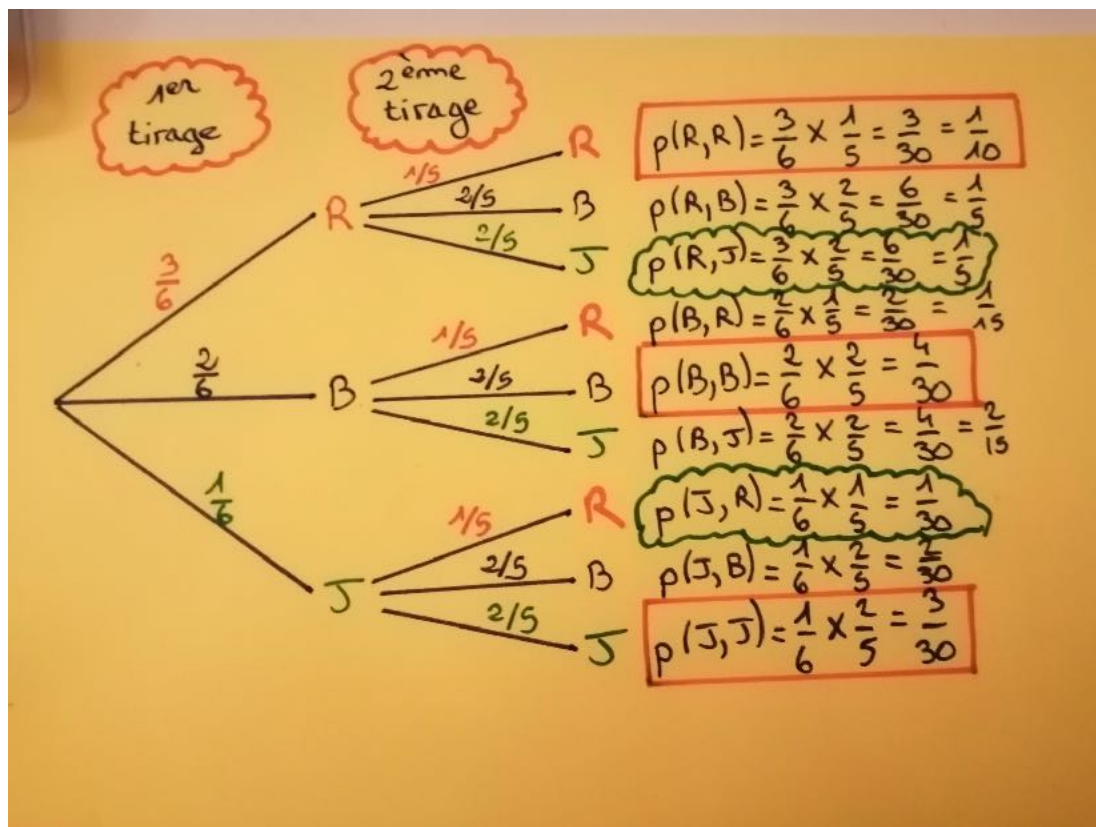 1er
tirage
2ème
tirage
3/6
2/6
1/6
R
B
J
1/5
2/5
2/5
R
B
J
1/5
2/5
2/5
R
B
J
1/5
2/5
2/5
R
B
J
p(R,R) = 3/6 × 1/5 = 3/30 = 1/10
p(R,B) = 3/6 × 2/5 = 6/30 = 1/5
p(R,J) = 3/6 × 2/5 = 6/30 = 1/5
p(B,R) = 2/6 × 1/5 = 2/30 = 1/15
p(B,B) = 2/6 × 2/5 = 4/30
p(B,J) = 2/6 × 2/5 = 4/30 = 2/15
p(J,R) = 1/6 × 1/5 = 1/30
p(J,B) = 1/6 × 2/5 = 2/30
p(J,J) = 1/6 × 2/5 = 3/30